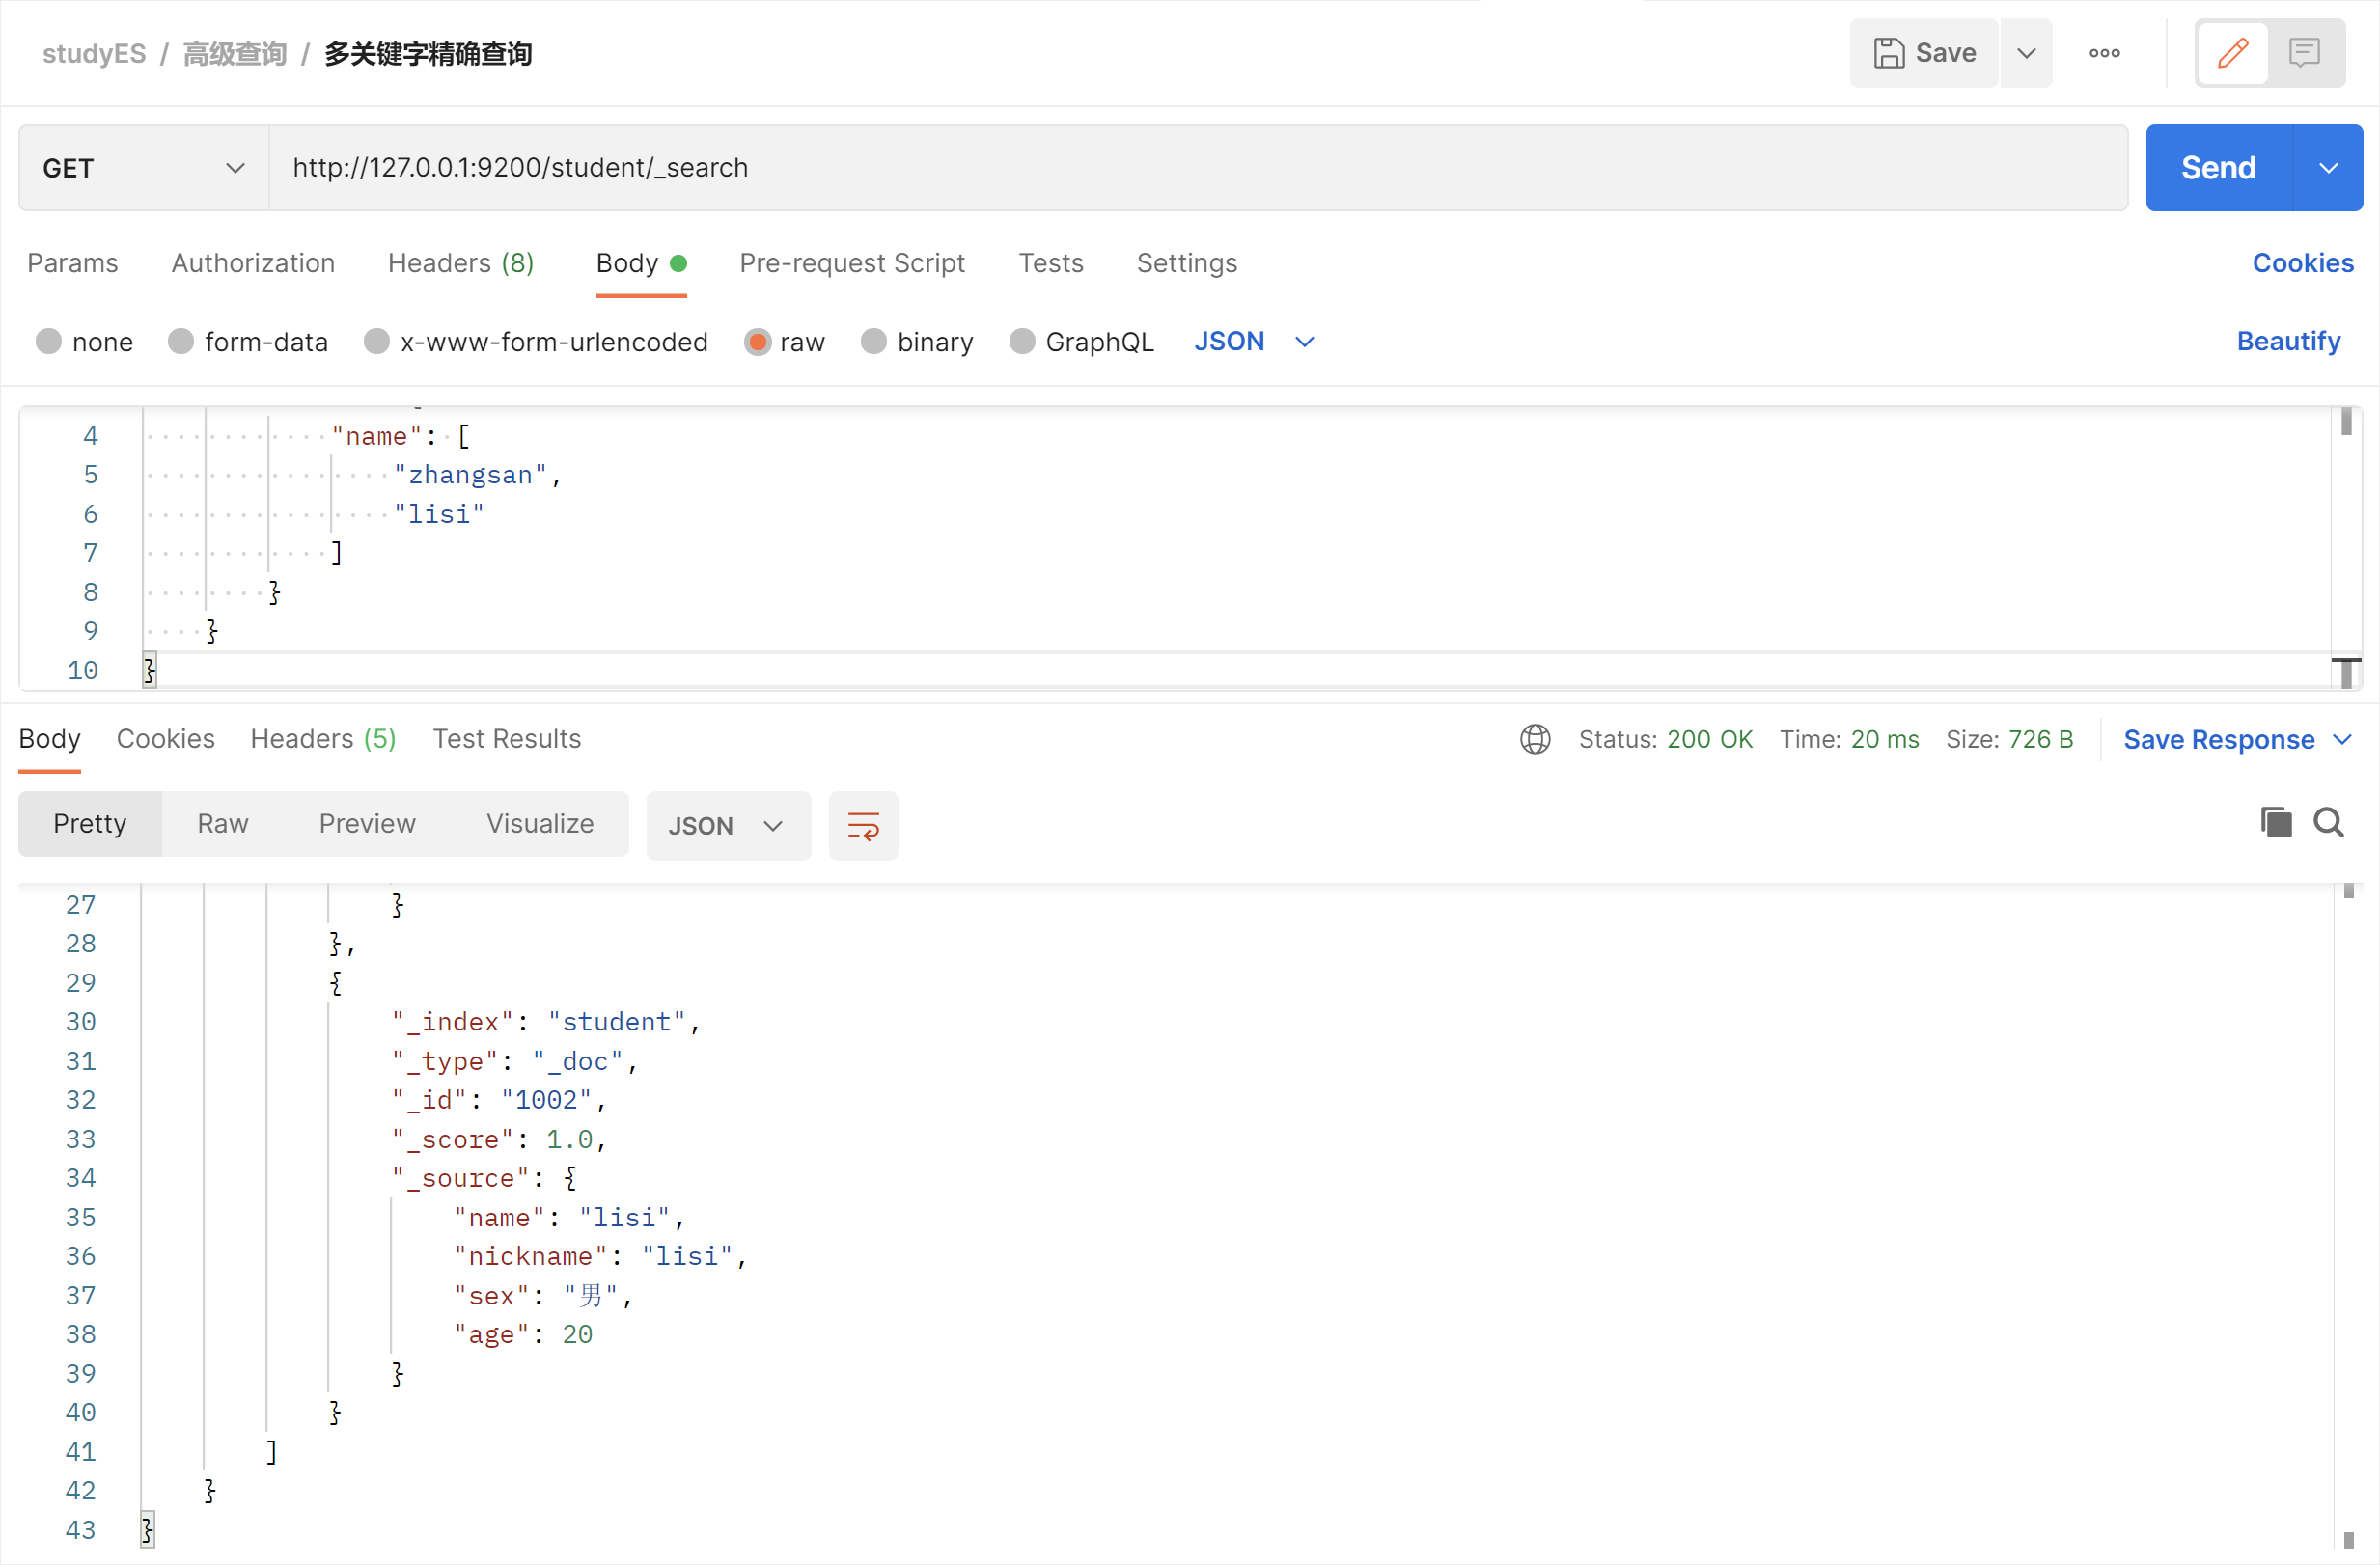 studyES / 高级查询 / 多关键字精确查询
Save
GET http://127.0.0.1:9200/student/_search Send
Params Authorization Headers (8) Body Pre-request Script Tests Settings Cookies
none form-data x-www-form-urlencoded raw binary GraphQL JSON Beautify
4 "name": [
5 "zhangsan",
6 "lisi"
7 ]
8 }
9 }
10 }
Body Cookies Headers (5) Test Results Status: 200 OK Time: 20 ms Size: 726 B Save Response
Pretty Raw Preview Visualize JSON
27 }
28 },
29 {
30 "_index": "student",
31 "_type": "_doc",
32 "_id": "1002",
33 "_score": 1.0,
34 "_source": {
35 "name": "lisi",
36 "nickname": "lisi",
37 "sex": "男",
38 "age": 20
39 }
40 }
41 ]
42 }
43 }